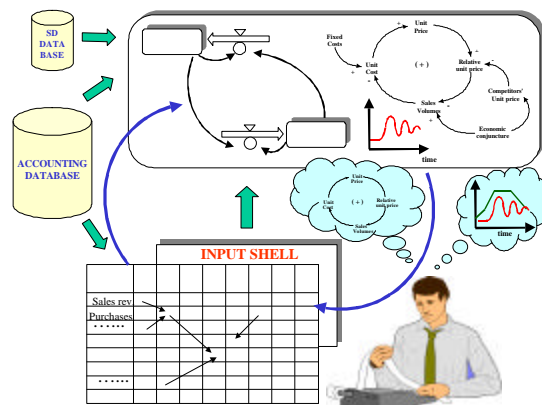 SD
DATA
BASE
ACCOUNTING
DATABASE
Fixed
Costs
+
Unit
Price
+
+
Unit
Cost
-
(+)
+
Relative
unit price
-
-
Competitors'
Unit price
Sales
Volumes
+
Economic
conjuncture
time
Unit
Price
Unit
Cost
(+)
Relative
unit price
Sales
Volumes
time
INPUT SHELL
Sales rev
Purchases
......
......